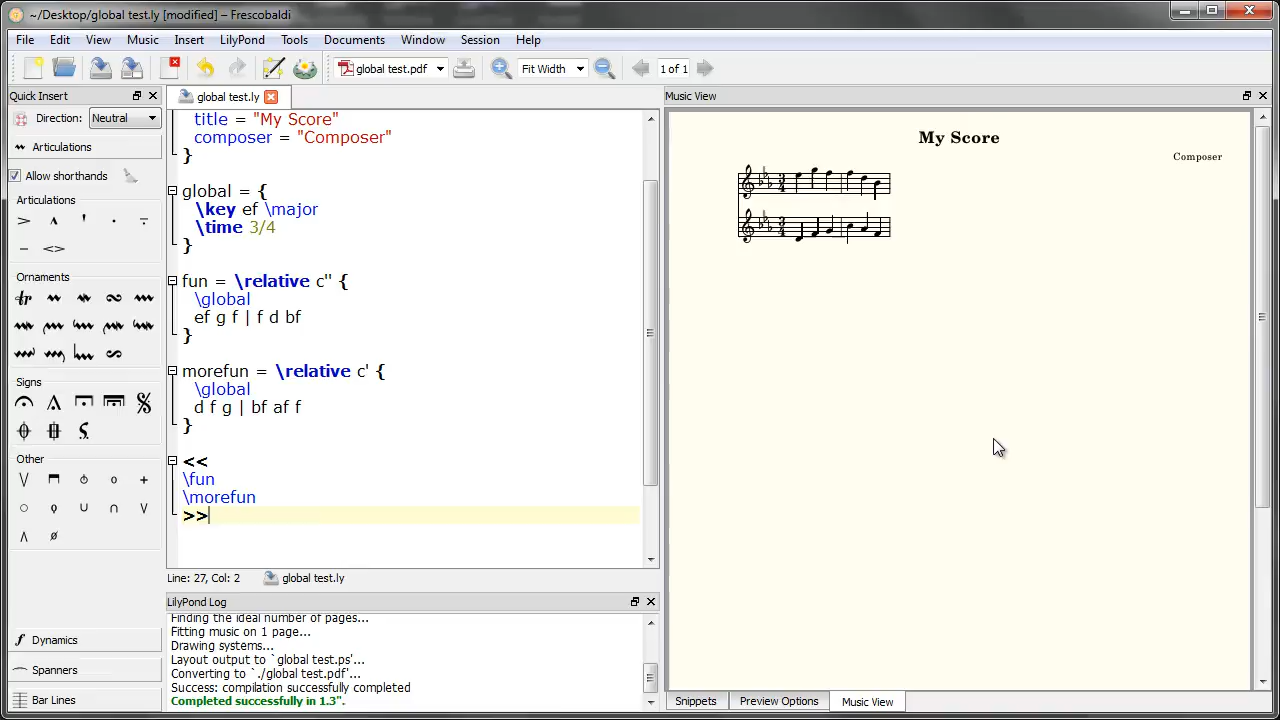 ~/Desktop/global test.ly [modified] – Frescobaldi
File Edit View Music Insert LilyPond Tools Documents Window Session Help
global test.pdf Fit Width 1 of 1
Quick Insert
Direction: Neutral
Articulations
Allow shorthands
Articulations
Ornaments
Signs
Other
Dynamics
Spanners
Bar Lines
global test.ly
title = "My Score"
composer = "Composer"
}
global = {
\key ef \major
\time 3/4
}
fun = \relative c'' {
\global
ef g f | f d bf
}
morefun = \relative c' {
\global
d f g | bf af f
}
<<
\fun
\morefun
>>
Line: 27, Col: 2 global test.ly
LilyPond Log
Finding the ideal number of pages...
Fitting music on 1 page...
Drawing systems...
Layout output to `global test.ps'...
Converting to `./global test.pdf'...
Success: compilation successfully completed
Completed successfully in 1.3".
Music View
My Score
Composer
Snippets Preview Options Music View